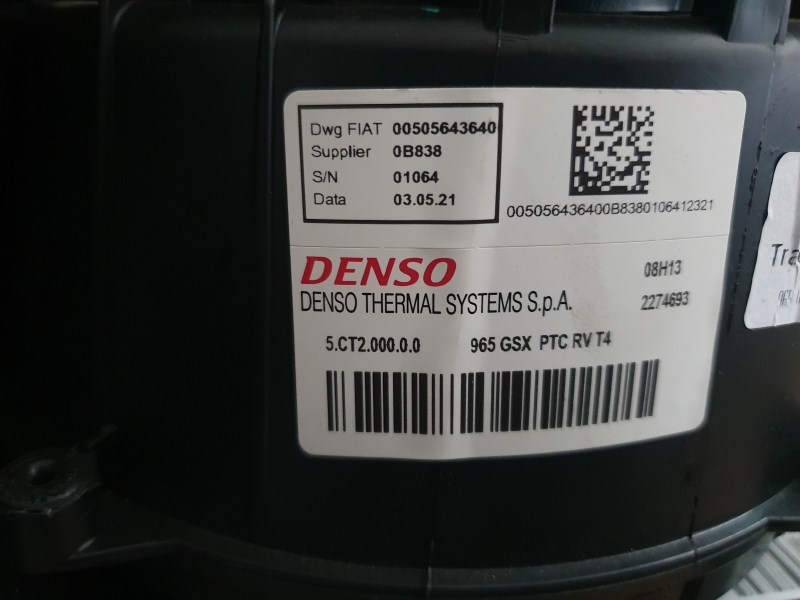 Dwg FIAT 00505643640
Supplier 0B838
S/N 01064
Data 03.05.21
005056436400B8380106412321
DENSO
08H13
DENSO THERMAL SYSTEMS S.p.A.
2274693
5.CT2.000.0.0 965 GSX PTC RV T4